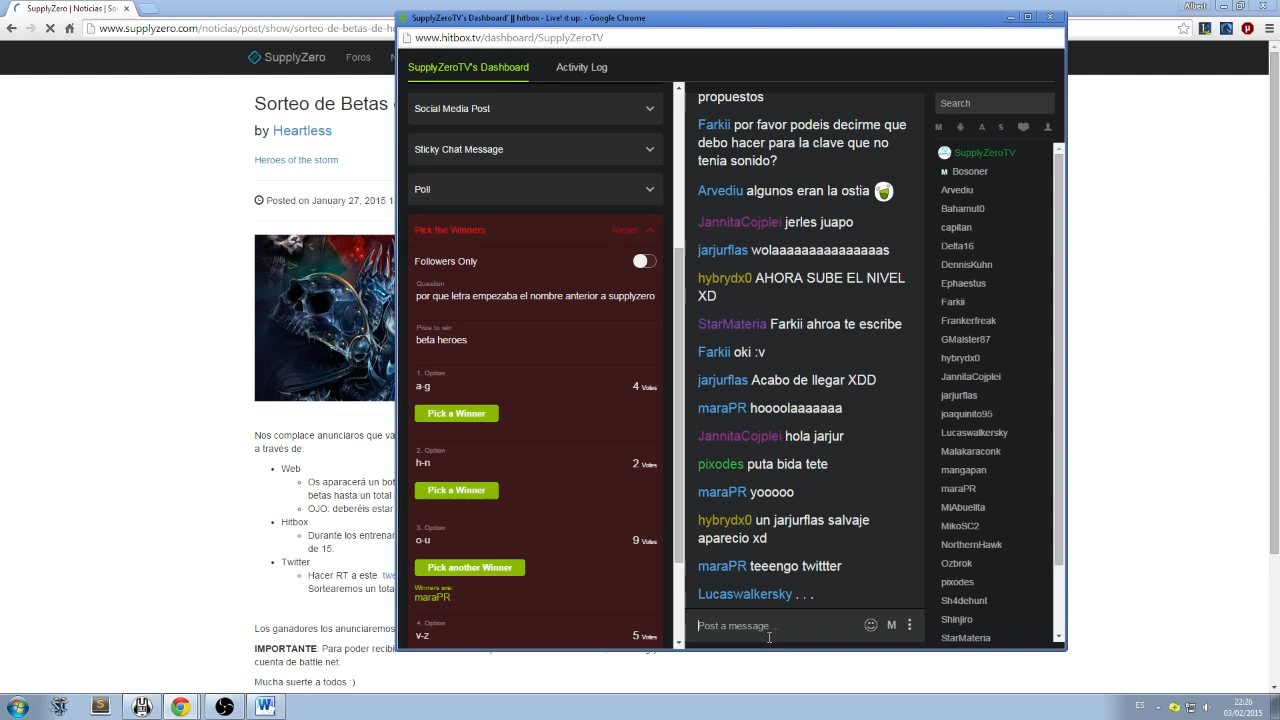 SupplyZero | Noticias | So
www.supplyzero.com/noticias/post/show/sorteo-de-betas-de-h
Alberti
SupplyZero
Foros
N
Sorteo de Betas
by Heartless
Heroes of the storm
Posted on January 27, 2015 1
Nos complace anunciaros que va
a través de:
Web
Os aparacerá un bot
betas hasta un total
OJO: deberéis estar
Hitbox
Durante los entrenar
de 15.
Twitter
Hacer RT a este twe
Sortearemos un tota
Los ganadores los anunciaremos
IMPORTANTE: Para poder recibi
cuenta de battle.net.
Mucha suerte a todos :)
SupplyZeroTV's Dashboard' || hitbox - Live! it up. - Google Chrome
www.hitbox.tv/dashboard/SupplyZeroTV
SupplyZeroTV's Dashboard
Activity Log
Social Media Post
Sticky Chat Message
Poll
Pick the Winners
Reset
Followers Only
Question
por que letra empezaba el nombre anterior a supplyzero
Prize to win
beta heroes
1. Option
a-g
4 Votes
Pick a Winner
2. Option
h-n
2 Votes
Pick a Winner
3. Option
o-u
9 Votes
Pick another Winner
Winners are:
maraPR
4. Option
v-z
5 Votes
propuestos
Farkii por favor podeis decirme que
debo hacer para la clave que no
tenia sonido?
Arvediu algunos eran la ostia
JannitaCojplei jerles juapo
jarjurflas wolaaaaaaaaaaaaaas
hybrydx0 AHORA SUBE EL NIVEL
XD
StarMateria Farkii ahroa te escribe
Farkii oki :v
jarjurflas Acabo de llegar XDD
maraPR hoooolaaaaaaa
JannitaCojplei hola jarjur
pixodes puta bida tete
maraPR yooooo
hybrydx0 un jarjurflas salvaje
aparecio xd
maraPR teeengo twittter
Lucaswalkersky . . .
Post a message ...
M
Search
M
A
S
SupplyZeroTV
M Bosoner
Arvediu
Bahamut0
capitan
Delta16
DennisKuhn
Ephaestus
Farkii
Frankerfreak
GMaister87
hybrydx0
JannitaCojplei
jarjurflas
joaquinito95
Lucaswalkersky
Malakaraconk
mangapan
maraPR
MiAbuelita
MikoSC2
NorthernHawk
Ozbrok
pixodes
Sh4dehunt
Shinjiro
StarMateria
ES
22:26
03/02/2015